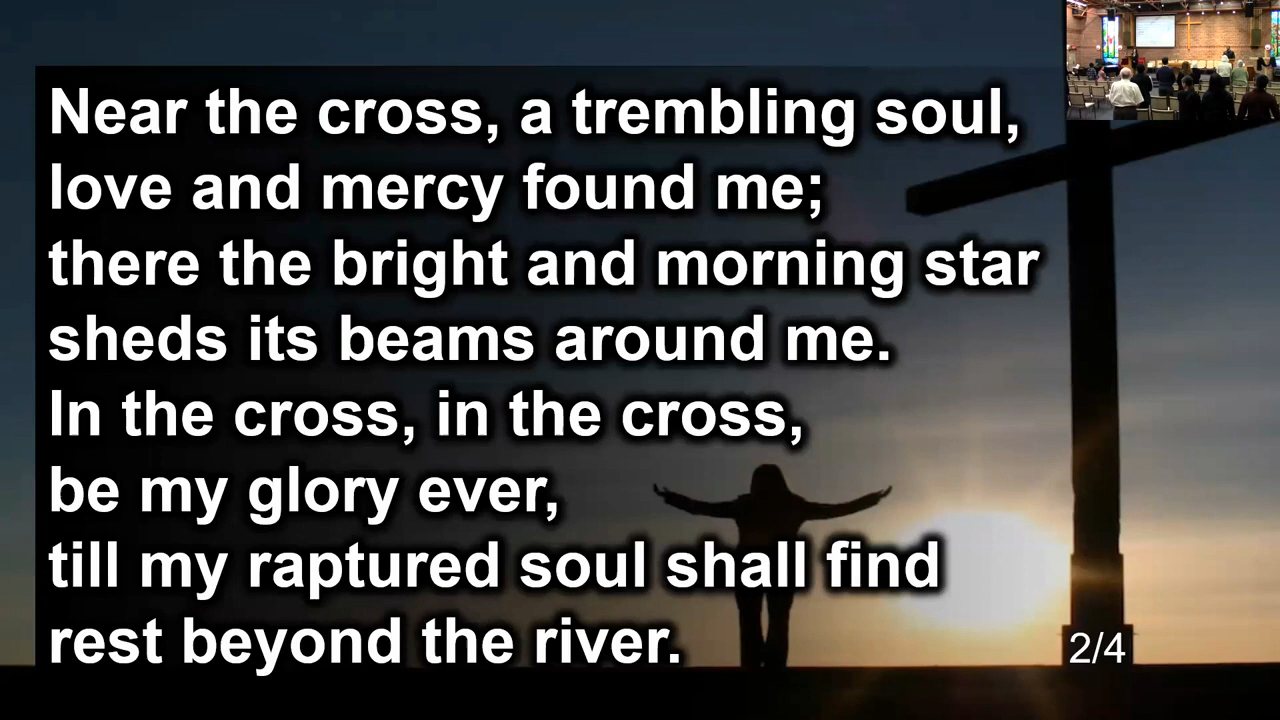 Near the cross, a trembling soul,
love and mercy found me;
there the bright and morning star
sheds its beams around me.
In the cross, in the cross,
be my glory ever,
till my raptured soul shall find
rest beyond the river.
2/4